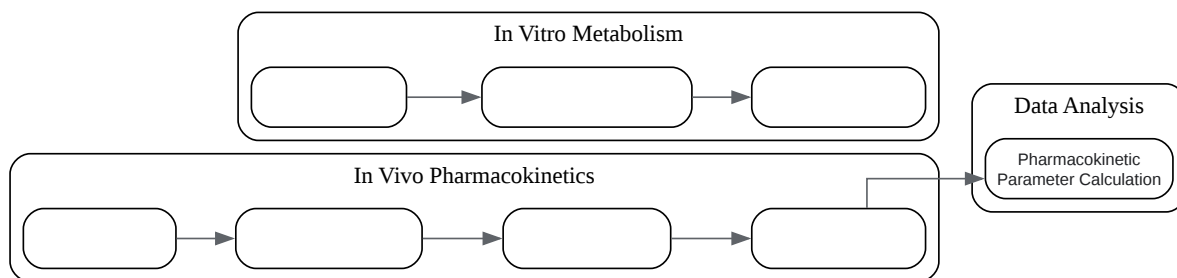 In Vitro Metabolism
In Vivo Pharmacokinetics
Data Analysis
Pharmacokinetic
Parameter Calculation